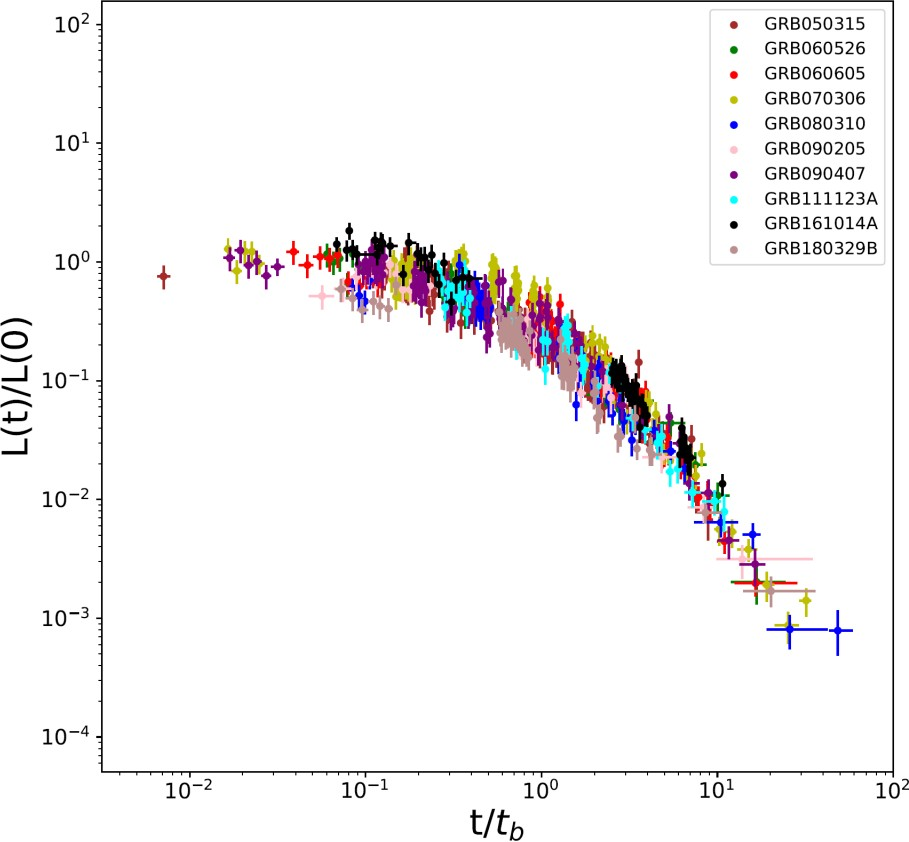 GRB050315
GRB060526
GRB060605
GRB070306
GRB080310
GRB090205
GRB090407
GRB111123A
GRB161014A
GRB180329B
10²
10¹
10⁰
10⁻¹
10⁻²
10⁻³
10⁻⁴
L(t)/L(0)
10⁻² 10⁻¹ 10⁰ 10¹ 10²
t/t_b